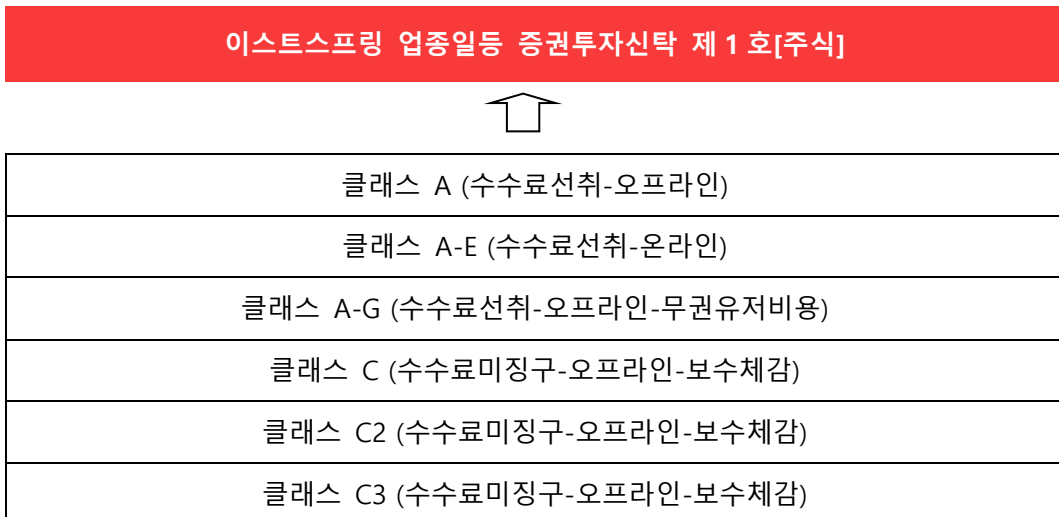 이스트스프링 업종일등 증권투자신탁 제 1 호[주식]
클래스 A (수수료선취-오프라인)
클래스 A-E (수수료선취-온라인)
클래스 A-G (수수료선취-오프라인-무권유저비용)
클래스 C (수수료미징구-오프라인-보수체감)
클래스 C2 (수수료미징구-오프라인-보수체감)
클래스 C3 (수수료미징구-오프라인-보수체감)